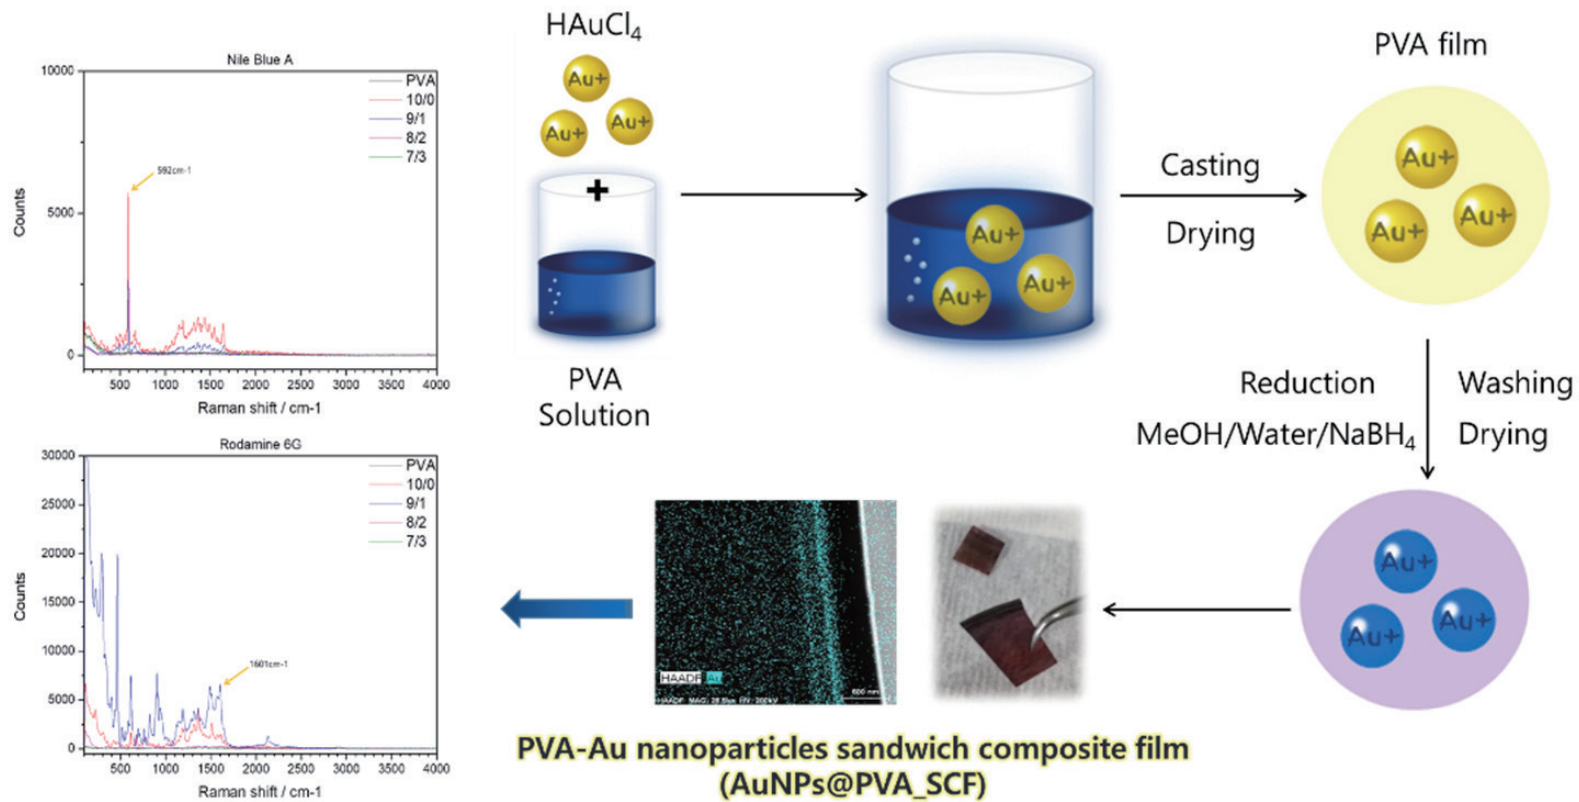 Nile Blue A
10000
5000
0
Counts
PVA
10/0
9/1
8/2
7/3
592cm-1
500 1000 1500 2000 2500 3000 3500 4000
Raman shift / cm-1
Rodamine 6G
30000
25000
20000
15000
10000
5000
0
Counts
PVA
10/0
9/1
8/2
7/3
1601cm-1
500 1000 1500 2000 2500 3000 3500 4000
Raman shift / cm-1
HAuCl4
Au+
Au+
Au+
+
PVA
Solution
Au+
Au+
Au+
Casting
Drying
PVA film
Au+
Au+
Au+
Reduction
MeOH/Water/NaBH4
Washing
Drying
Au+
Au+
Au+
HAADF Au
600 nm
PVA-Au nanoparticles sandwich composite film
(AuNPs@PVA_SCF)